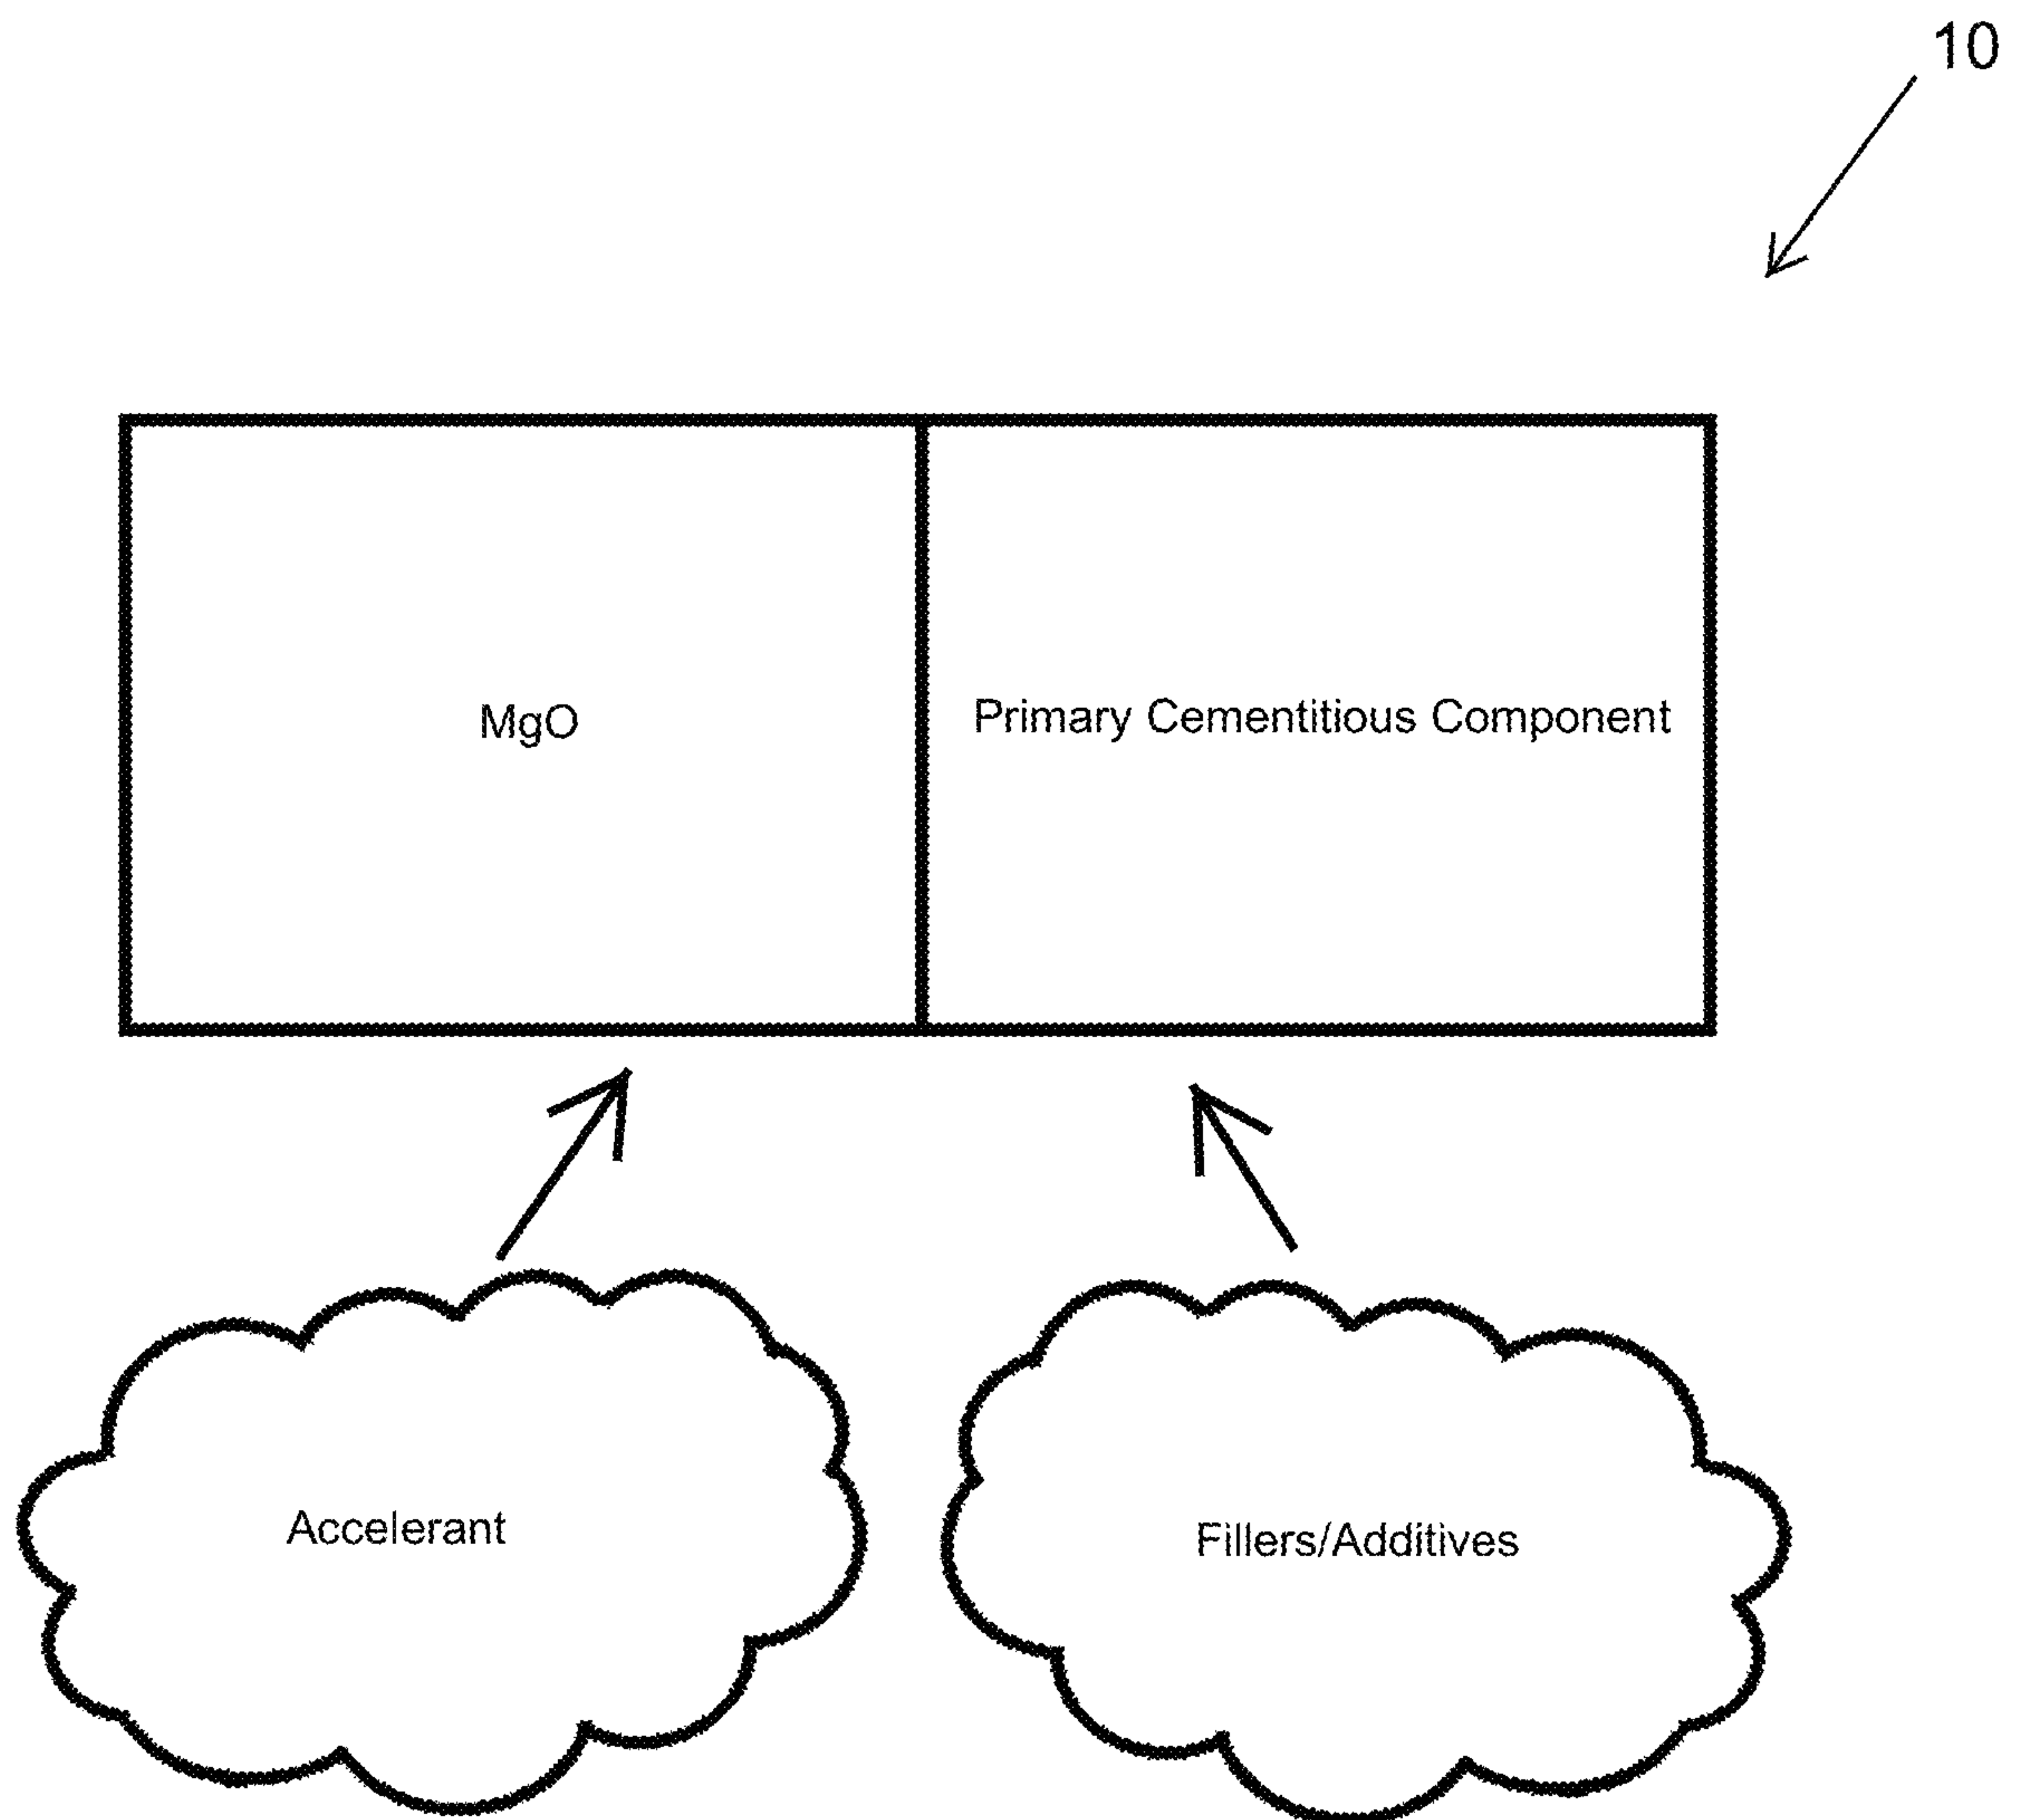 10
MgO
Primary Cementitious Component
Accelerant
Fillers/Additives